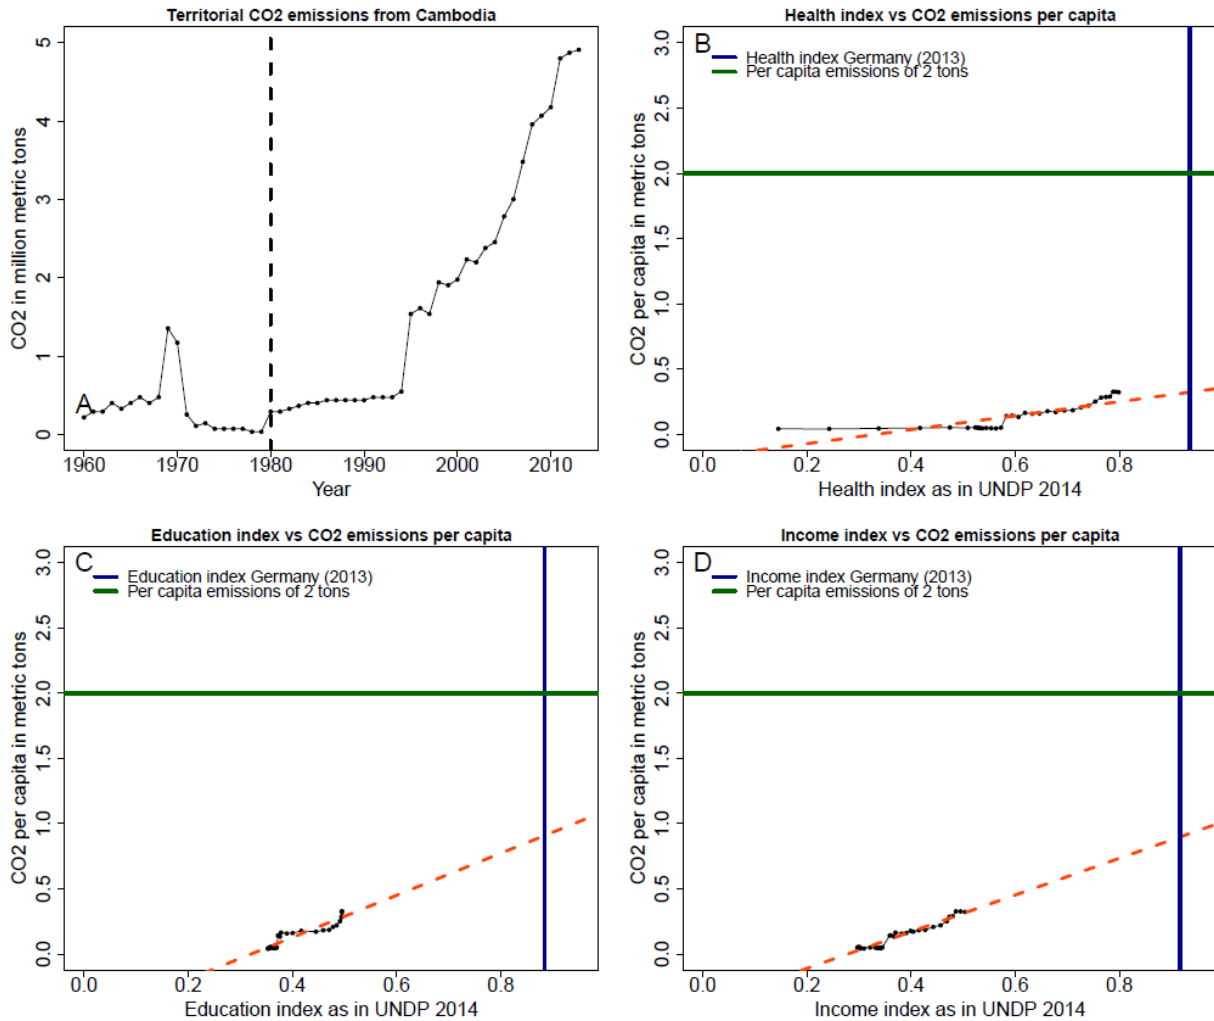 Territorial CO2 emissions from Cambodia
A
CO2 in million metric tons
5
4
3
2
1
0
1960 1970 1980 1990 2000 2010
Year
Health index vs CO2 emissions per capita
B
Health index Germany (2013)
Per capita emissions of 2 tons
CO2 per capita in metric tons
3.0
2.5
2.0
1.5
1.0
0.5
0.0
0.0 0.2 0.4 0.6 0.8
Health index as in UNDP 2014
Education index vs CO2 emissions per capita
C
Education index Germany (2013)
Per capita emissions of 2 tons
CO2 per capita in metric tons
3.0
2.5
2.0
1.5
1.0
0.5
0.0
0.0 0.2 0.4 0.6 0.8
Education index as in UNDP 2014
Income index vs CO2 emissions per capita
D
Income index Germany (2013)
Per capita emissions of 2 tons
CO2 per capita in metric tons
3.0
2.5
2.0
1.5
1.0
0.5
0.0
0.0 0.2 0.4 0.6 0.8
Income index as in UNDP 2014